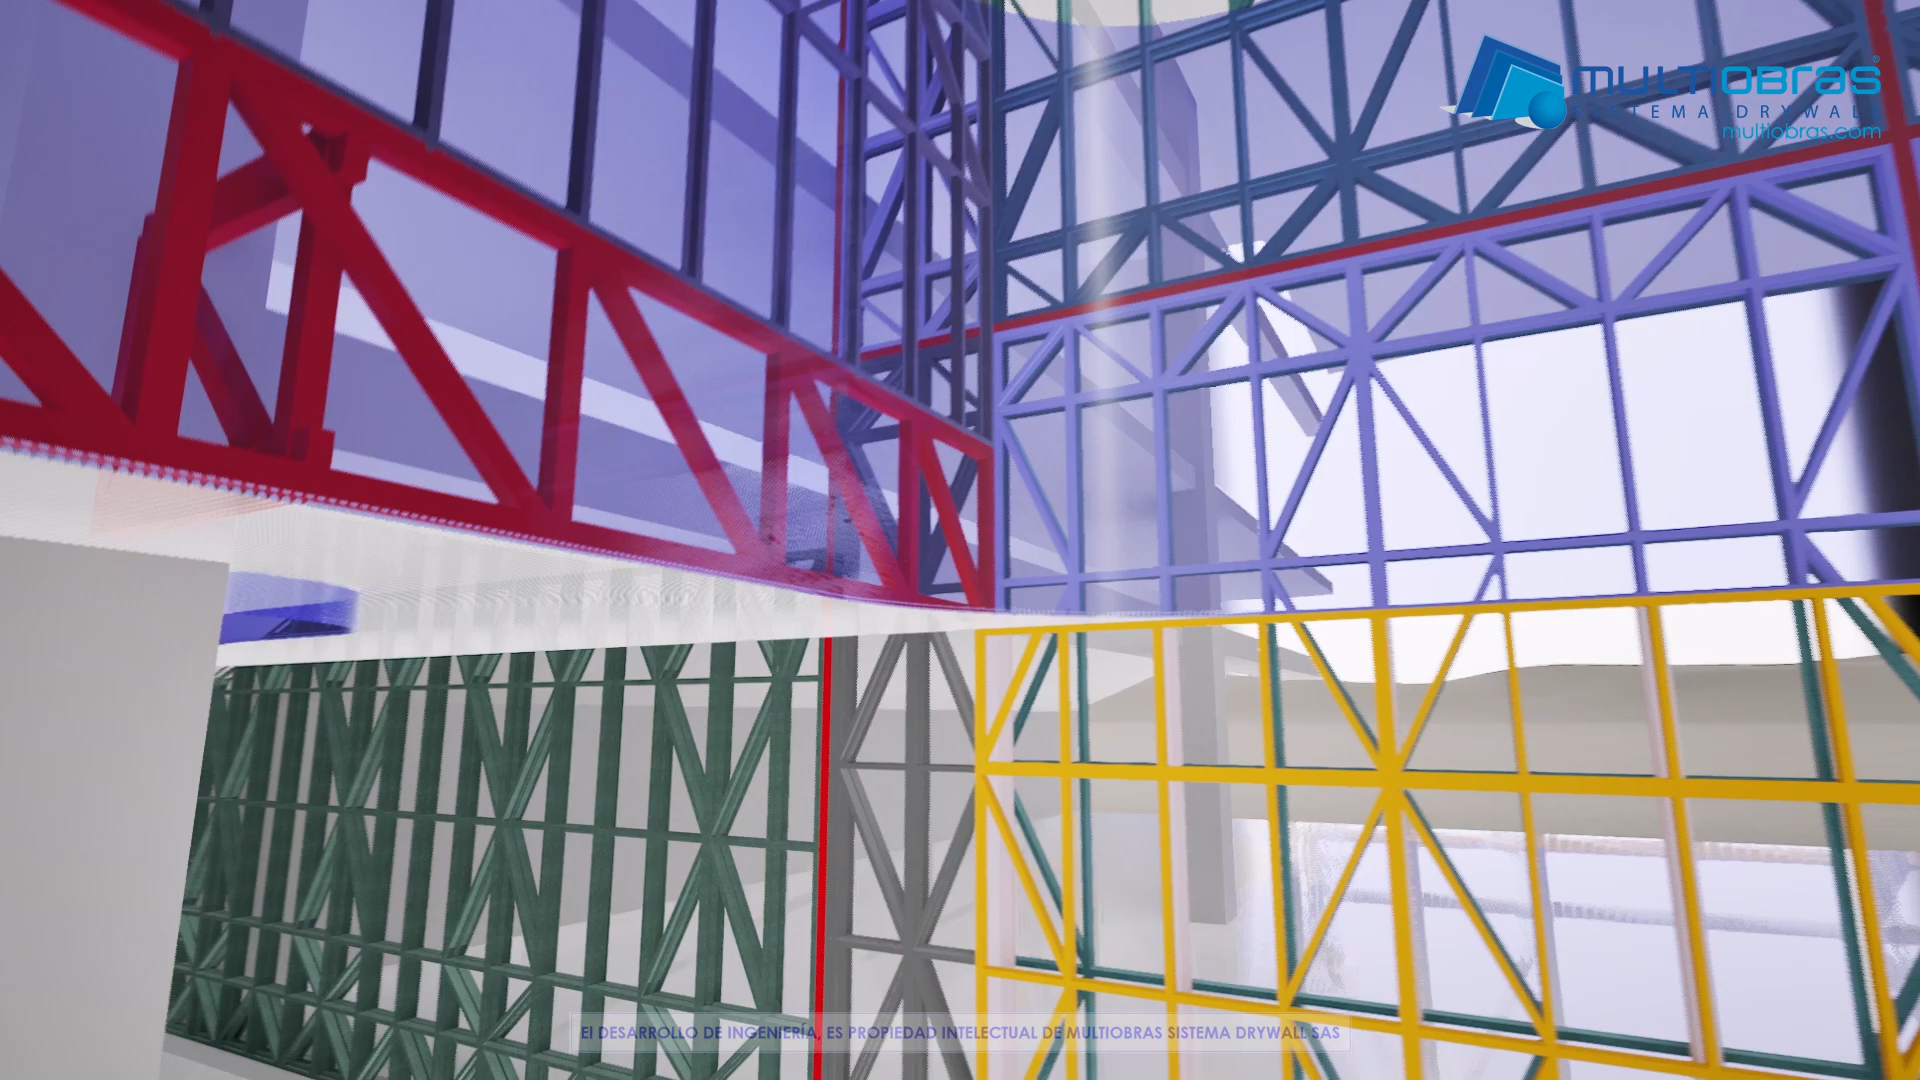 MULTIOBRAS®
SISTEMA DRYWALL
multiobras.com
El DESARROLLO DE INGENIERÍA, ES PROPIEDAD INTELECTUAL DE MULTIOBRAS SISTEMA DRYWALL SAS